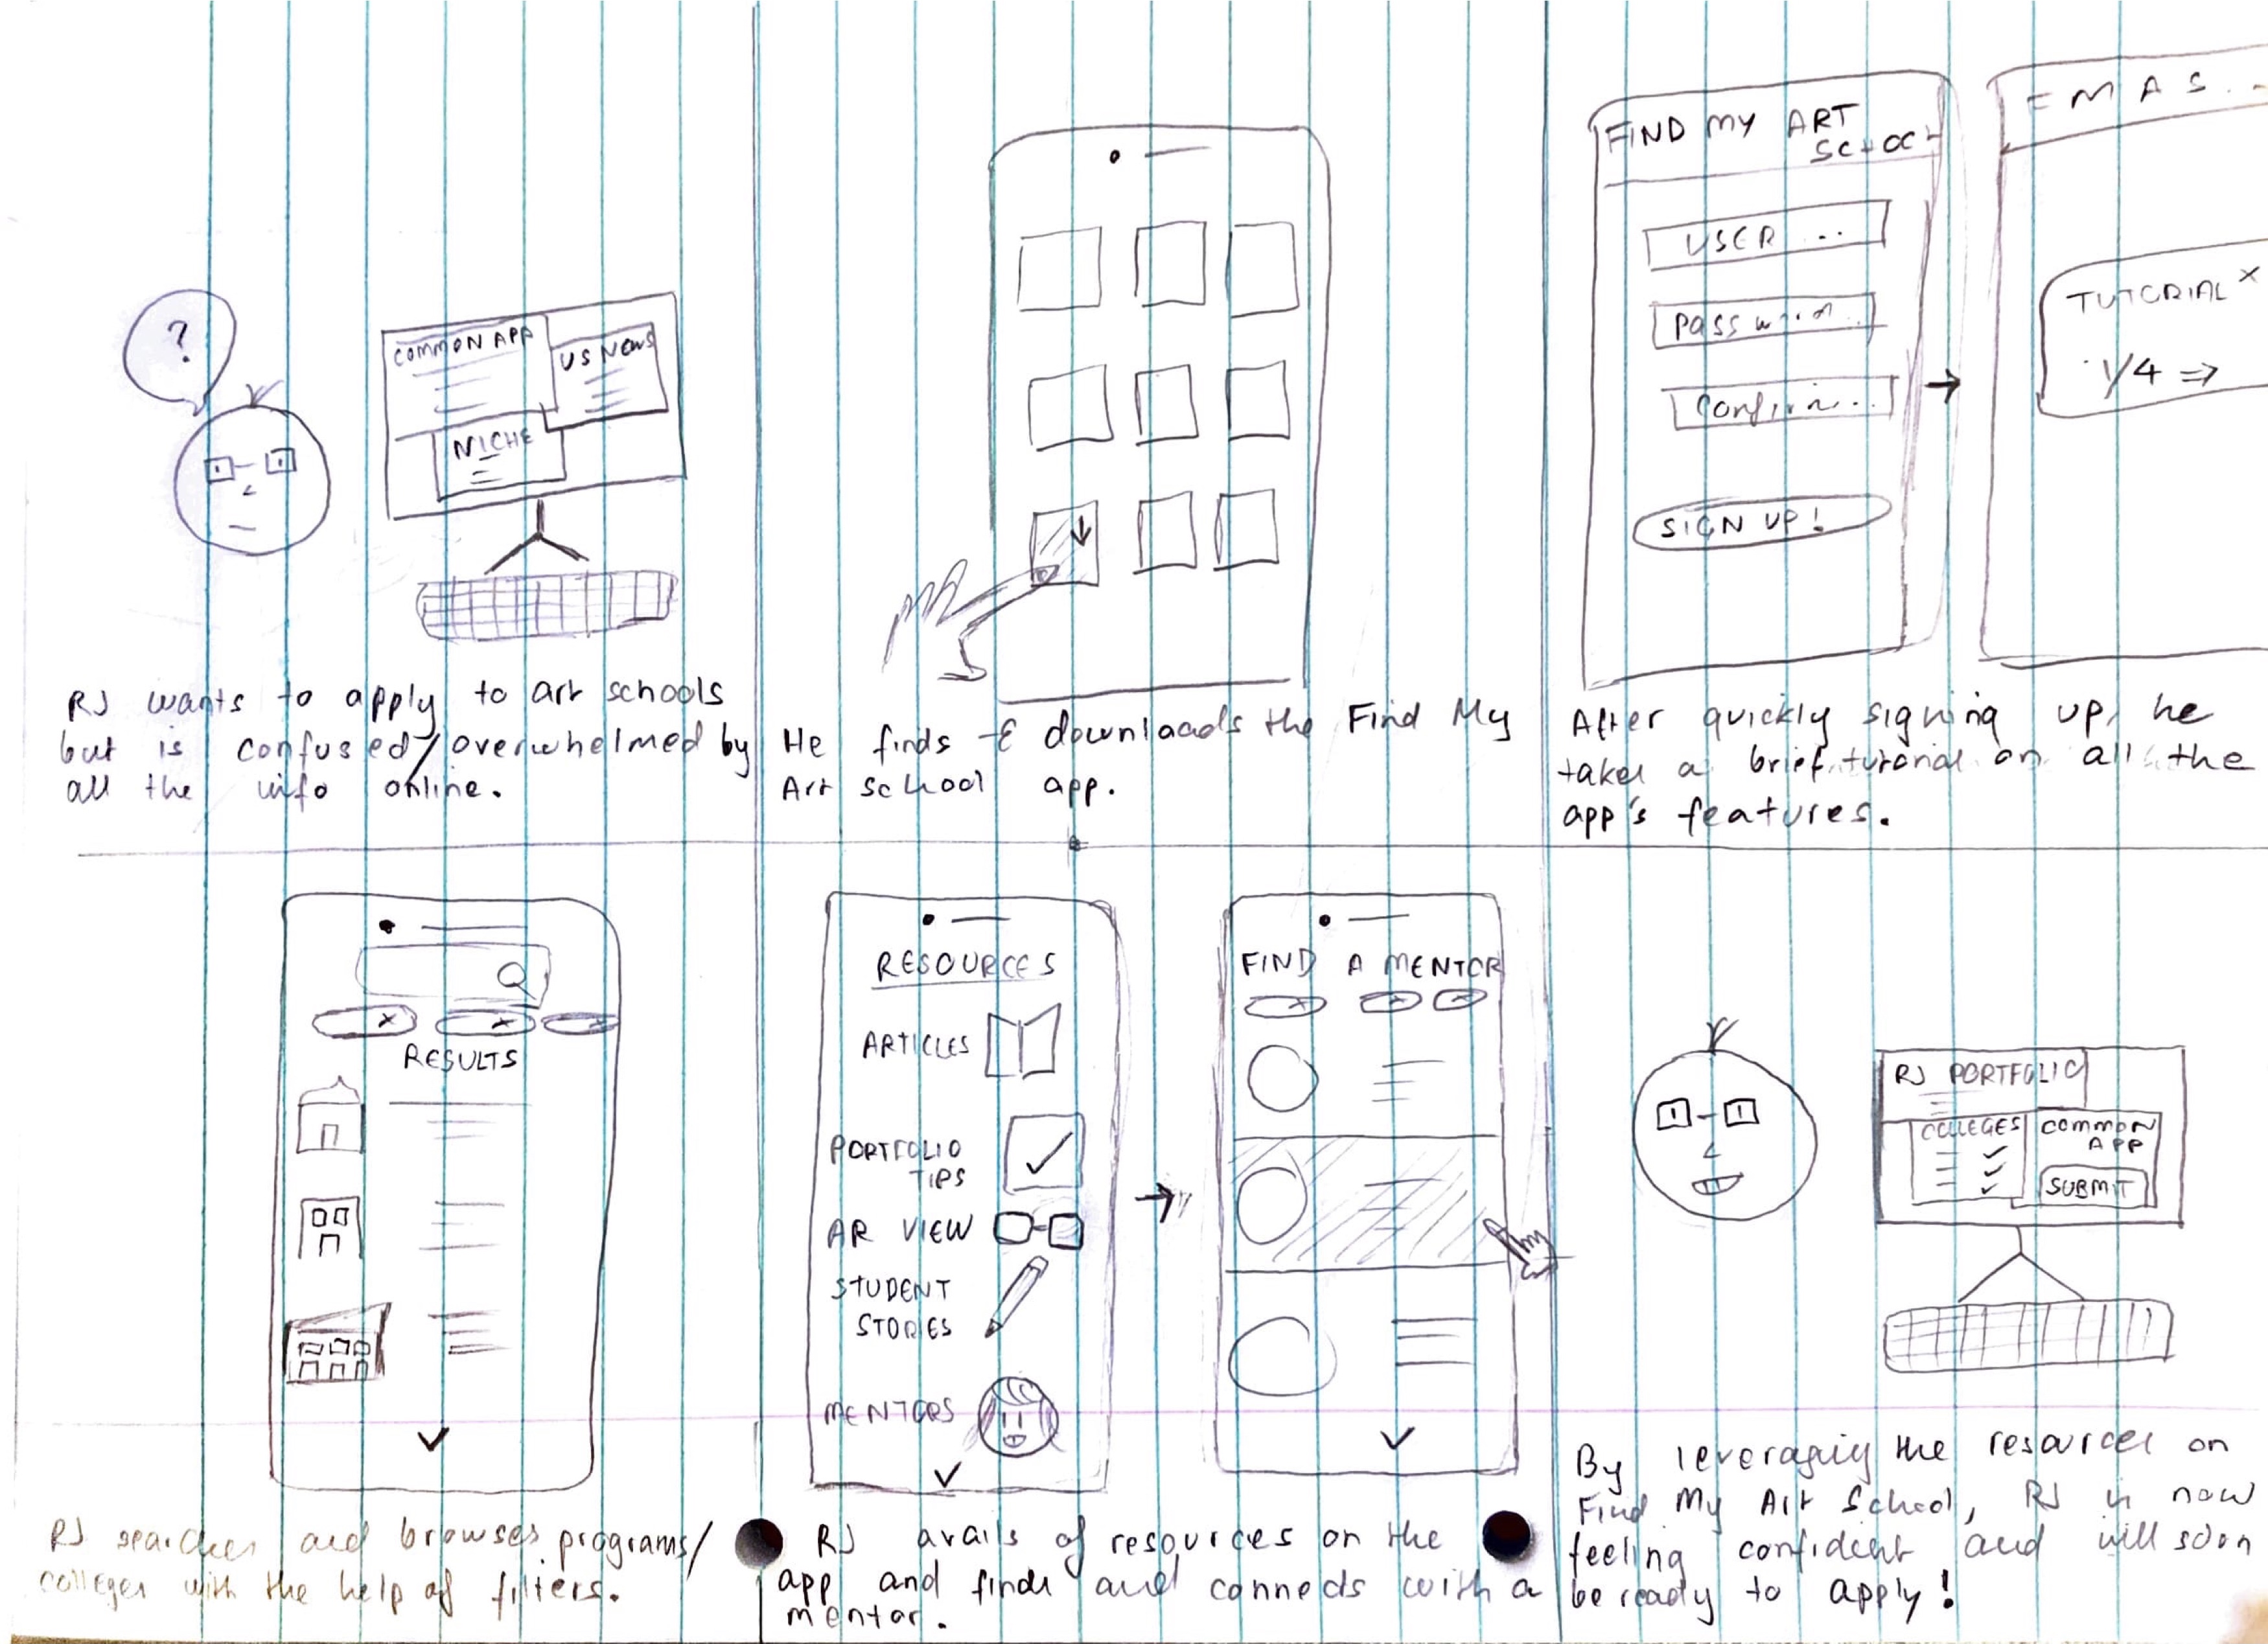 ?
COMMON APP
US NEWS
NICHE
RJ wants to apply to art schools
but is confused/overwhelmed by
all the info online.
He finds & downloads the Find My
Art School app.
FIND MY ART
SCHOOL
USER ...
Password...
Confirm...
SIGN UP!
FMAS...
TUTORIAL X
1/4 ⇒
After quickly signing up, he
takes a brief tutorial on all the
app's features.
RESULTS
RJ searches and browses programs/
colleges with the help of filters.
RESOURCES
ARTICLES
PORTFOLIO
TIPS
AR VIEW
STUDENT
STORIES
MENTORS
FIND A MENTOR
RJ avails of resources on the
app and finds and connects with a
mentor.
RJ PORTFOLIO
COLLEGES
COMMON
APP
SUBMIT
By leveraging the resources on
Find My Art School, RJ is now
feeling confident and will soon
be ready to apply!